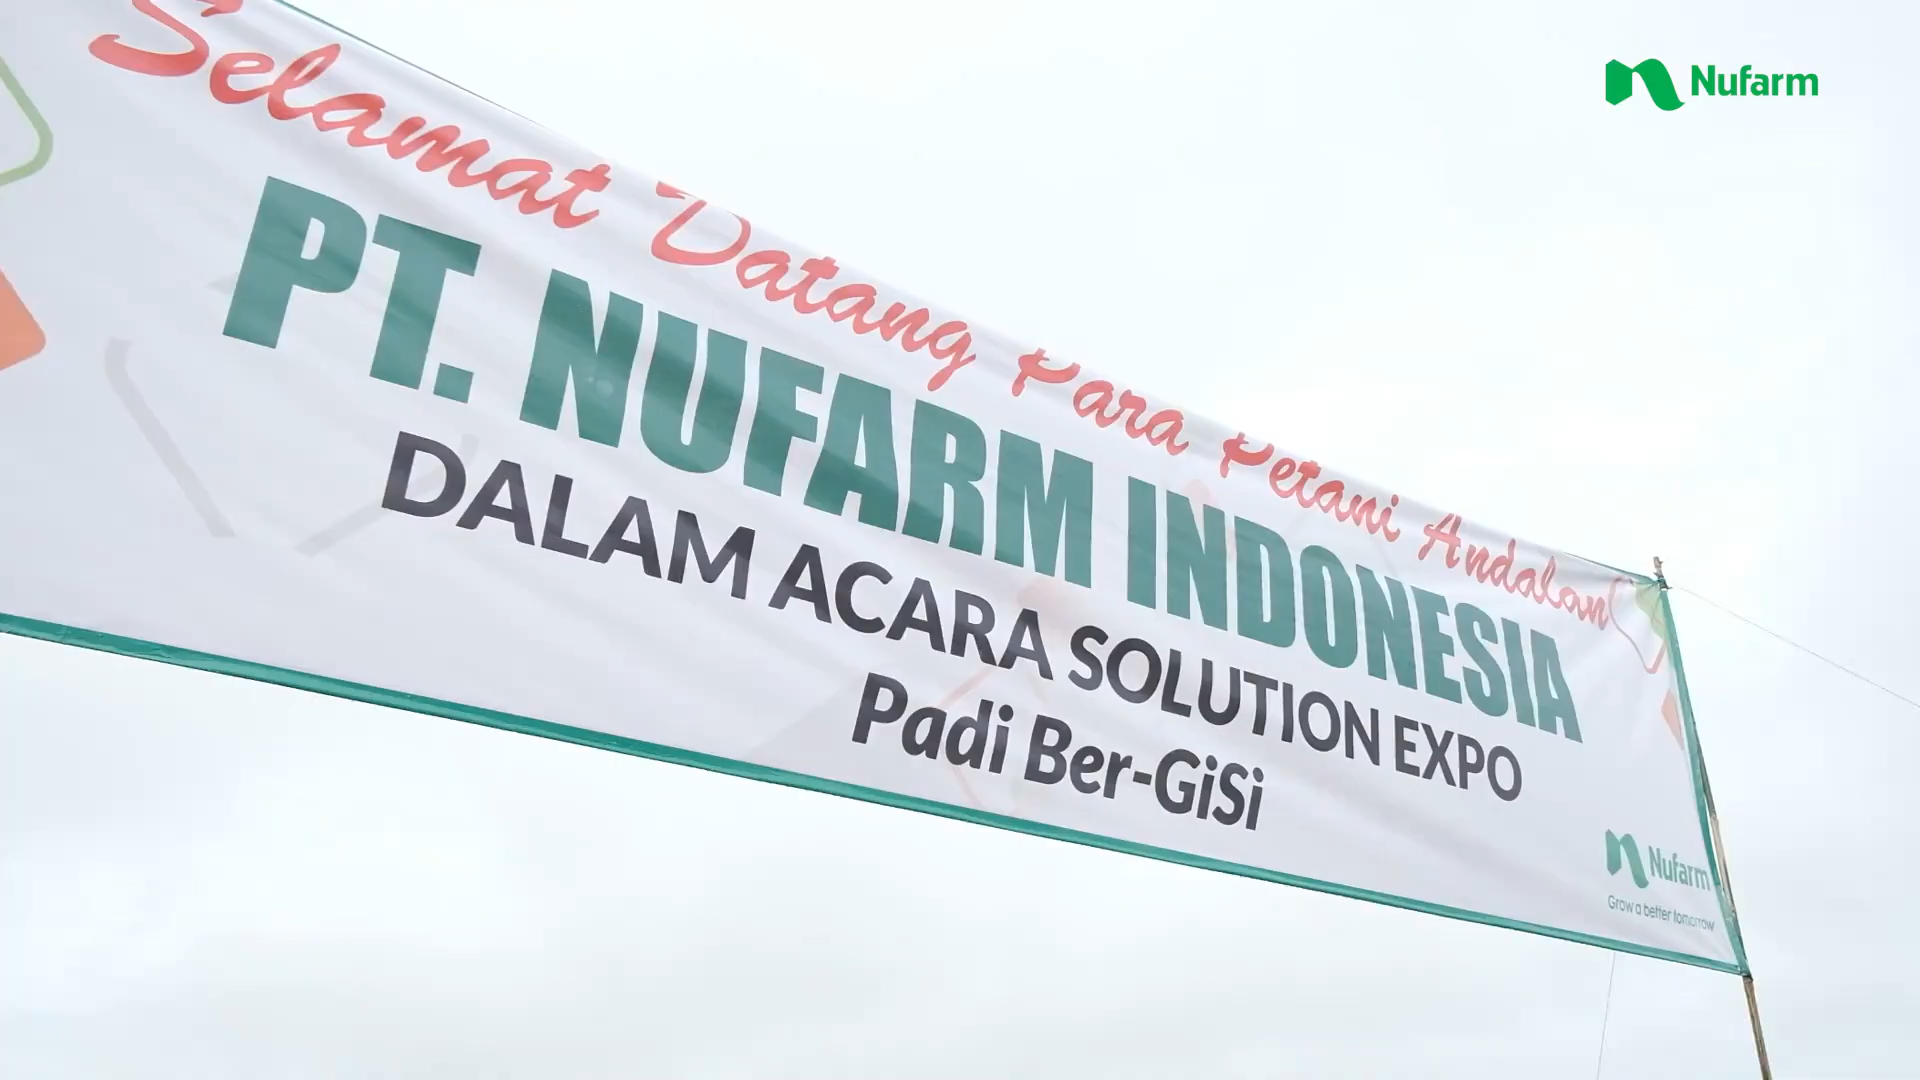 Nufarm
Selamat Datang Para Petani Andalan
PT. NUFARM INDONESIA
DALAM ACARA SOLUTION EXPO
Padi Ber-GiSi
Nufarm
Grow a better tomorrow